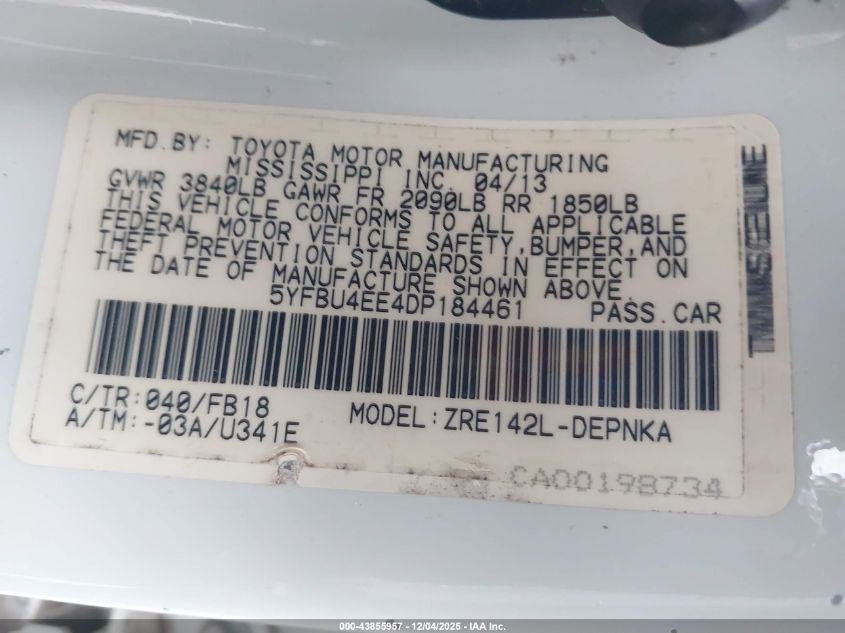 MFD.BY: TOYOTA MOTOR MANUFACTURING
MISSISSIPPI INC. 04/13
GVWR 3840LB GAWR FR 2090LB RR 1850LB
THIS VEHICLE CONFORMS TO ALL APPLICABLE
FEDERAL MOTOR VEHICLE SAFETY,BUMPER,AND
THEFT PREVENTION STANDARDS IN EFFECT ON
THE DATE OF MANUFACTURE SHOWN ABOVE.
5YFBU4EE4DP184461 PASS.CAR
C/TR:040/FB18 MODEL:ZRE142L-DEPNKA
A/TM:-03A/U341E
CA00198734
000-43855957 - 12/04/2025 - IAA Inc.